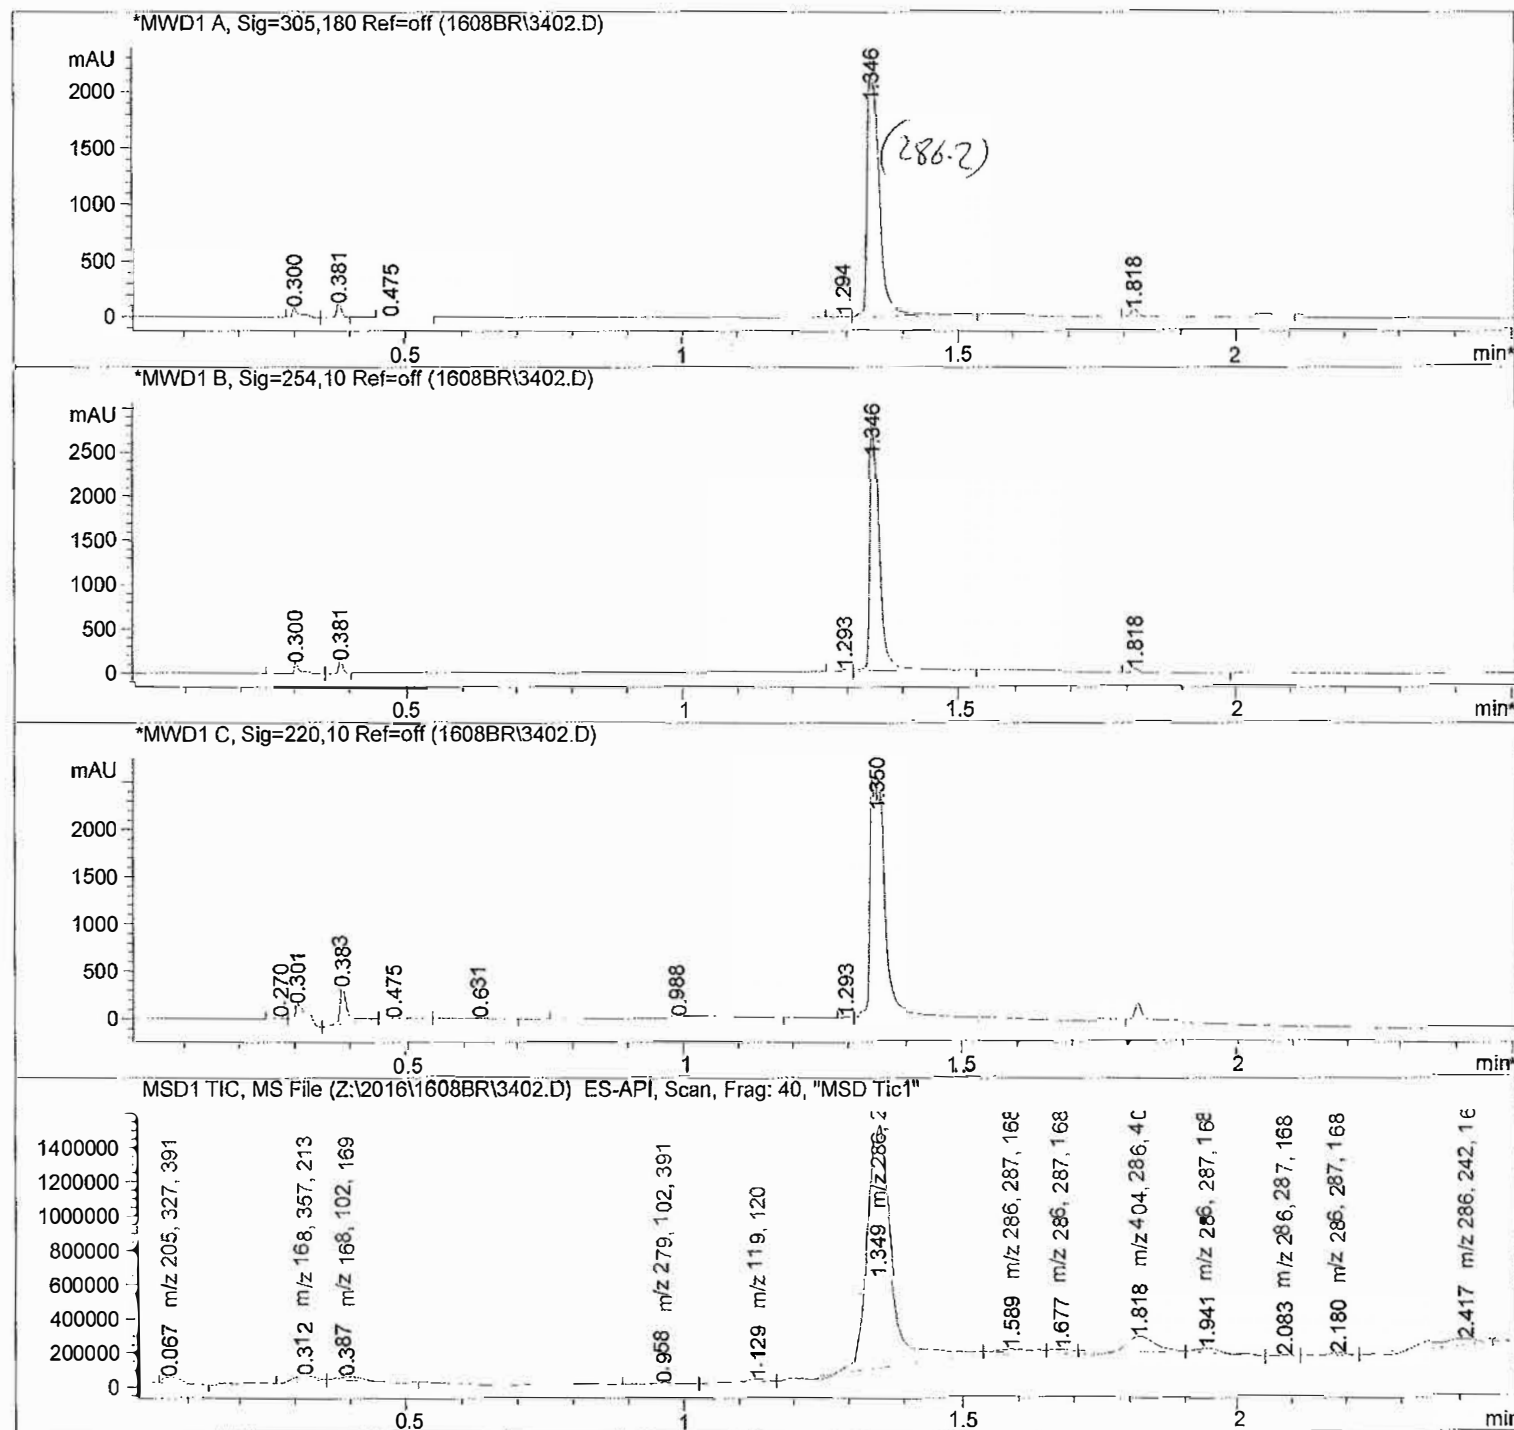 *MWD1 A, Sig=305,180 Ref=off (1608BR\3402.D)
mAU
2000
1500
1000
500
0
0.300
0.381
0.475
1.294
1.346
(286.2)
1.818
0.5
1
1.5
2
min*
*MWD1 B, Sig=254,10 Ref=off (1608BR\3402.D)
mAU
2500
2000
1500
1000
500
0
0.300
0.381
1.293
1.346
1.818
0.5
1
1.5
2
min*
*MWD1 C, Sig=220,10 Ref=off (1608BR\3402.D)
mAU
2000
1500
1000
500
0
0.270
0.301
0.383
0.475
0.631
0.988
1.293
1.350
0.5
1
1.5
2
min*
MSD1 TIC, MS File (Z:\2016\1608BR\3402.D) ES-API, Scan, Frag: 40, "MSD Tic1"
1400000
1200000
1000000
800000
600000
400000
200000
0
0.067 m/z 205, 327, 391
0.312 m/z 168, 357, 213
0.387 m/z 168, 102, 169
0.958 m/z 279, 102, 391
1.129 m/z 119, 120
1.349 m/z 286, 2
1.589 m/z 286, 287, 168
1.677 m/z 286, 287, 168
1.818 m/z 404, 286, 40
1.941 m/z 286, 287, 168
2.083 m/z 286, 287, 168
2.180 m/z 286, 287, 168
2.417 m/z 286, 242, 16
0.5
1
1.5
2
min